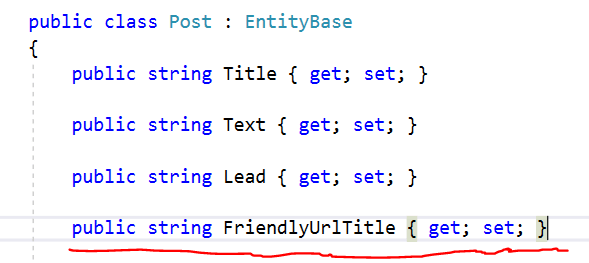 public class Post : EntityBase
{
public string Title { get; set; }
public string Text { get; set; }
public string Lead { get; set; }
public string FriendlyUrlTitle { get; set; }